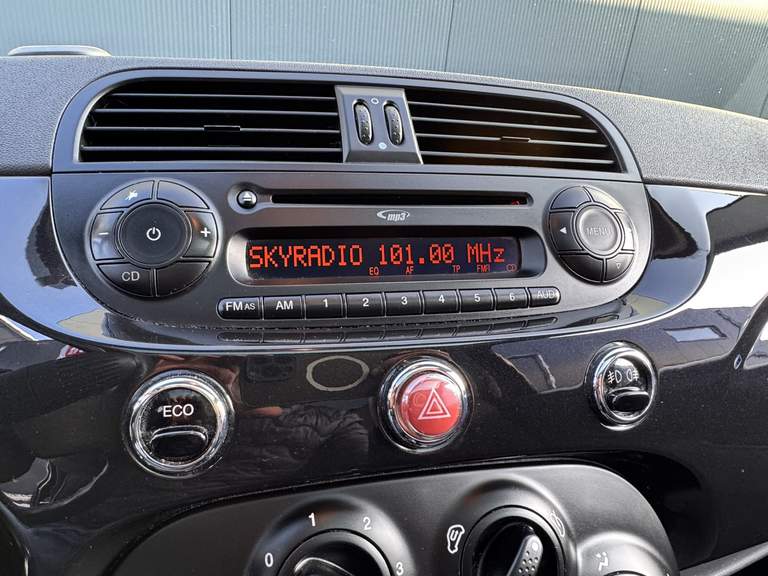 mp3
- + MENU
SKYRADIO 101.00 MHz
EQ AF TP FMA CD
CD
FM AS AM 1 2 3 4 5 6 AUD
ECO
0 1 2 3